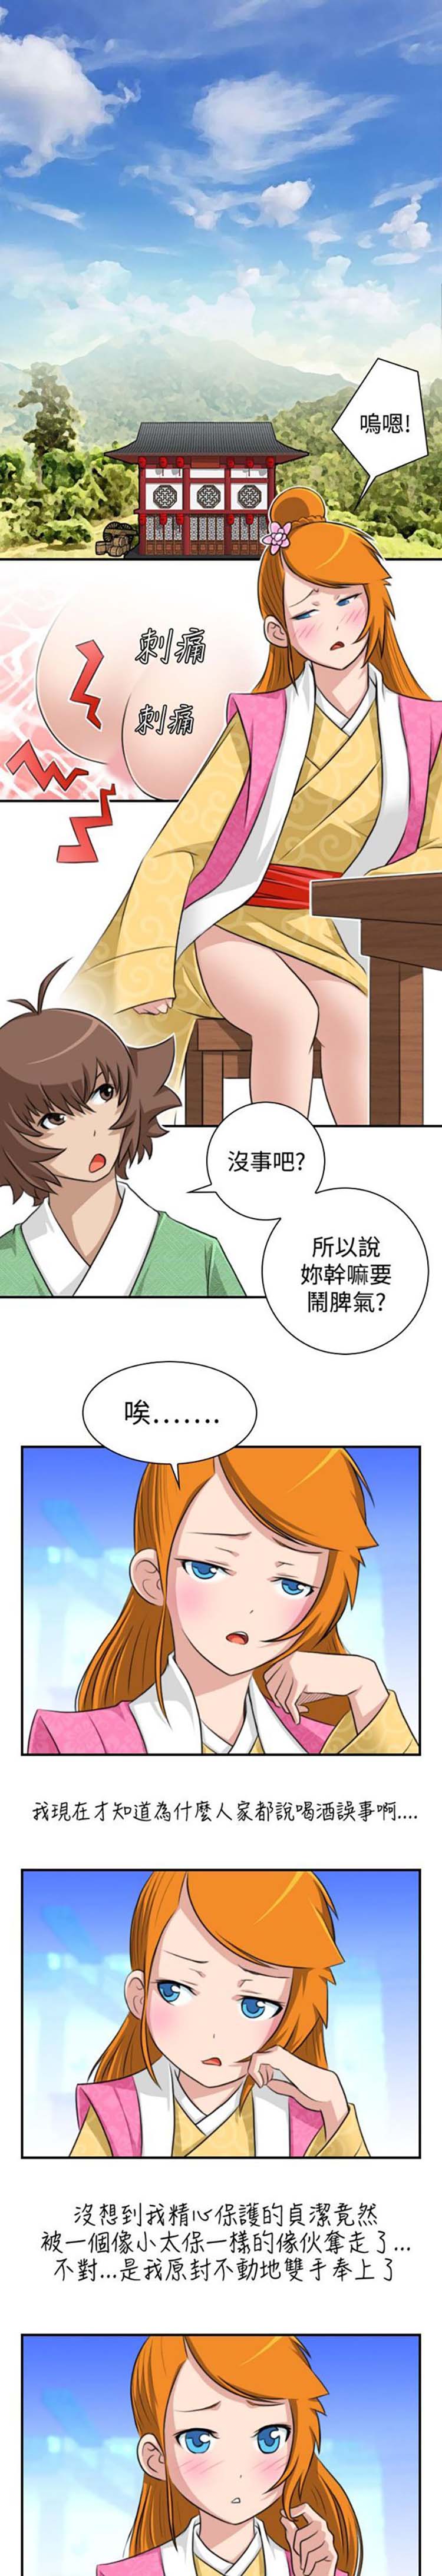 嗚嗯!
刺痛
刺痛
沒事吧?
所以說
妳幹嘛要
鬧脾氣?
唉.......
我現在才知道為什麼人家都說喝酒誤事啊....
沒想到我精心保護的貞潔竟然
被一個像小太保一樣的傢伙奪走了...
不對...是我原封不動地雙手奉上了